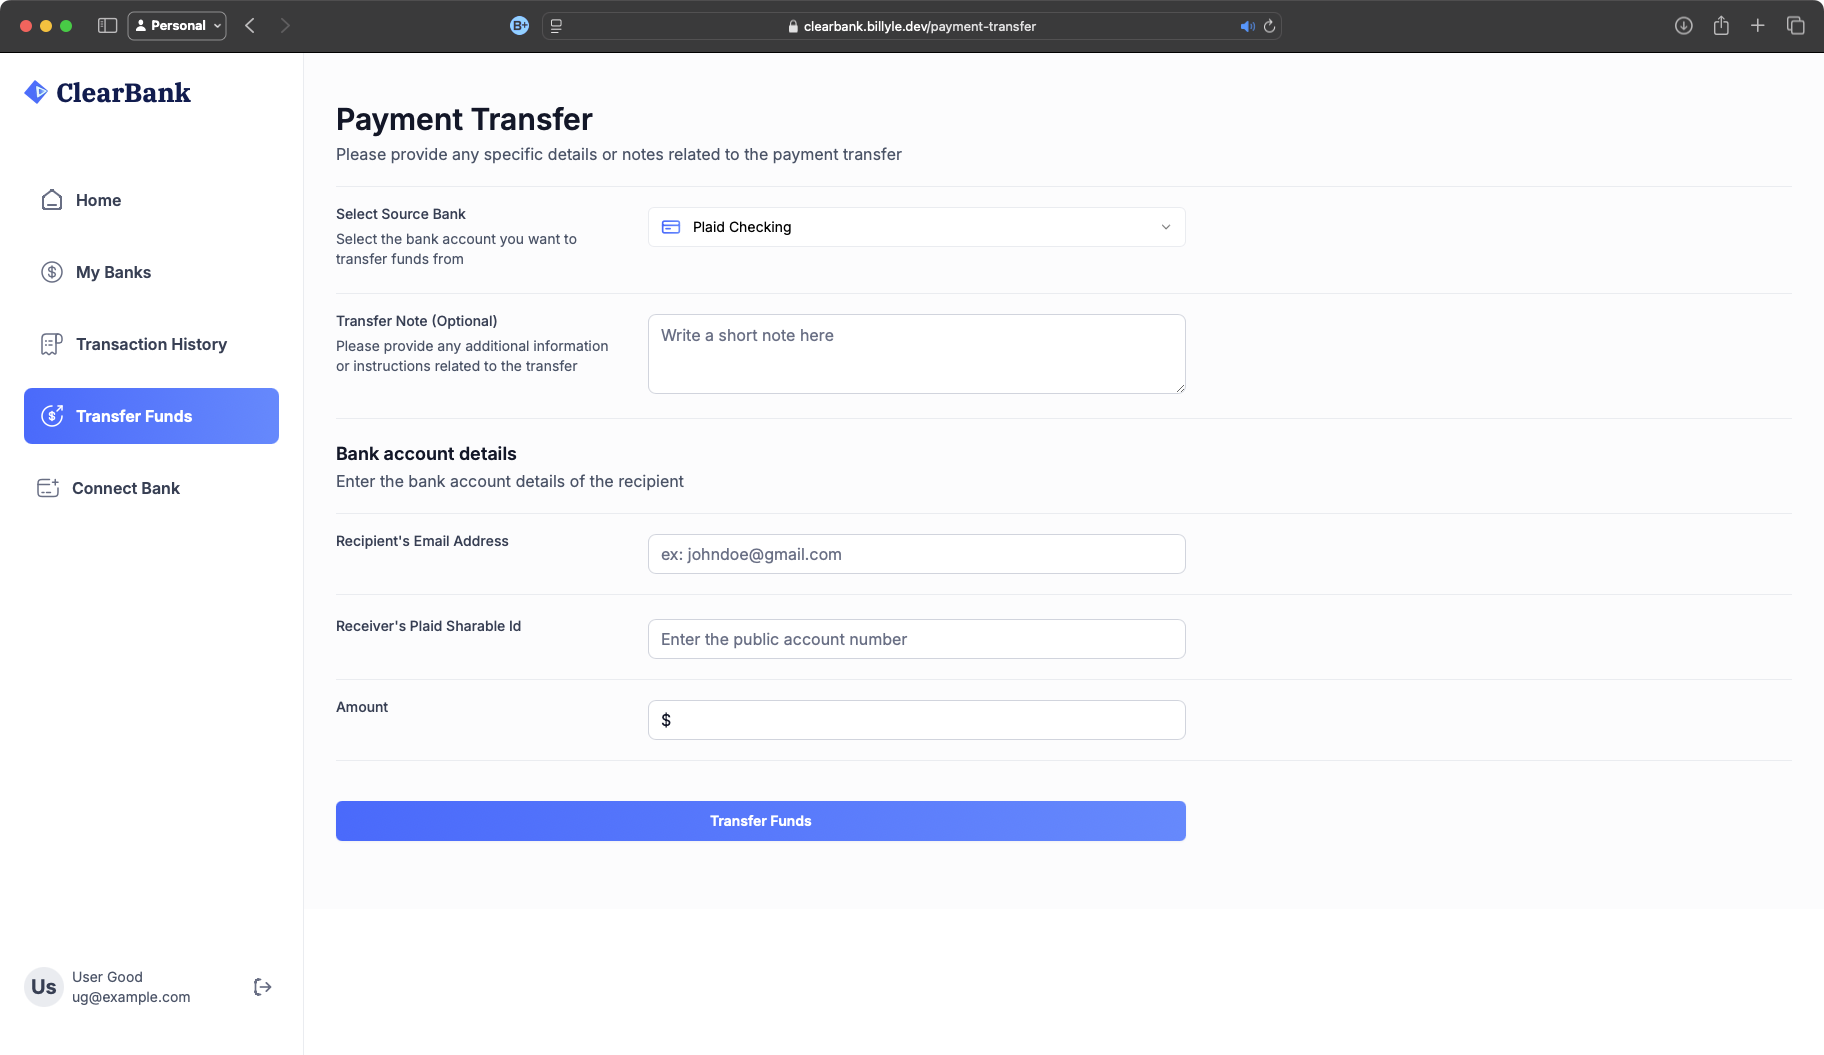 Personal
B+
clearbank.billyle.dev/payment-transfer
ClearBank
Home
My Banks
Transaction History
Transfer Funds
Connect Bank
Us
User Good
ug@example.com
Payment Transfer
Please provide any specific details or notes related to the payment transfer
Select Source Bank
Select the bank account you want to
transfer funds from
Plaid Checking
Transfer Note (Optional)
Please provide any additional information
or instructions related to the transfer
Write a short note here
Bank account details
Enter the bank account details of the recipient
Recipient's Email Address
ex: johndoe@gmail.com
Receiver's Plaid Sharable Id
Enter the public account number
Amount
$
Transfer Funds